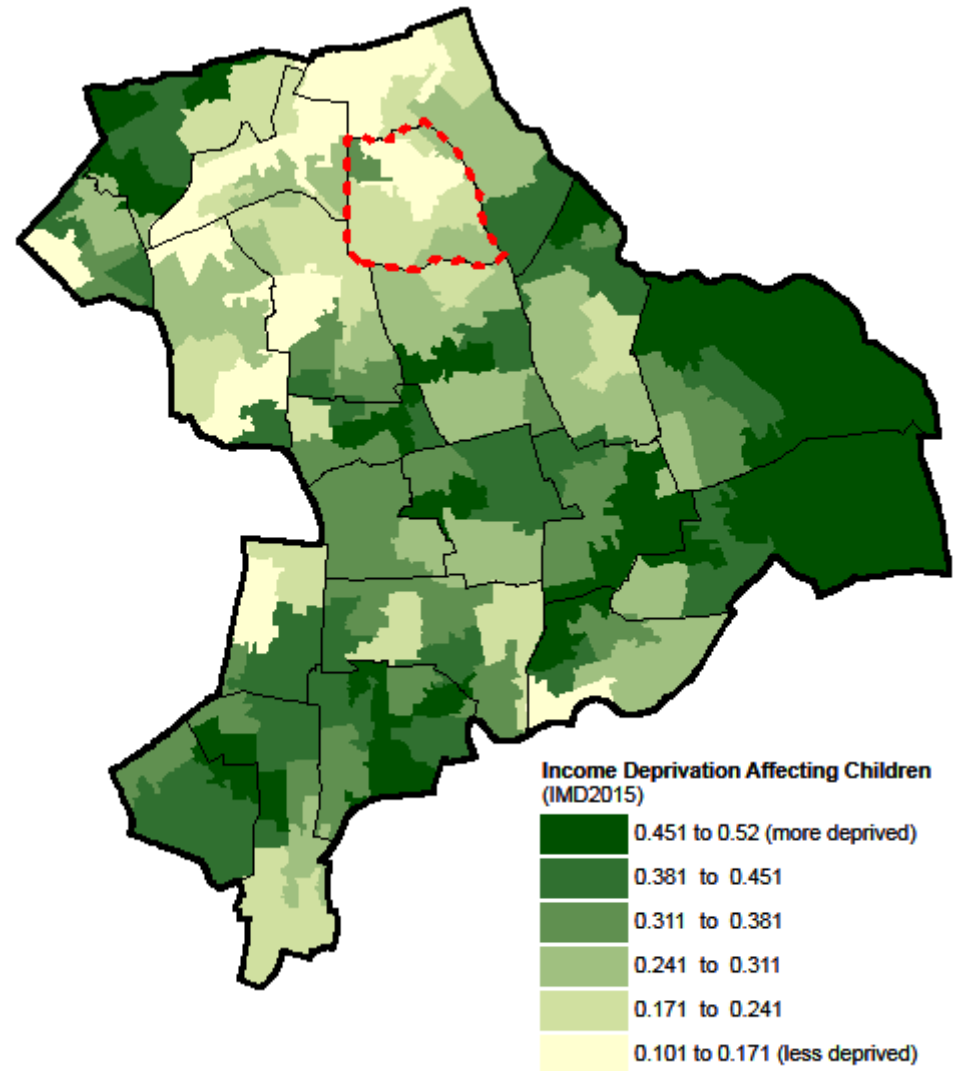 Income Deprivation Affecting Children
(IMD2015)
0.451 to 0.52 (more deprived)
0.381 to 0.451
0.311 to 0.381
0.241 to 0.311
0.171 to 0.241
0.101 to 0.171 (less deprived)